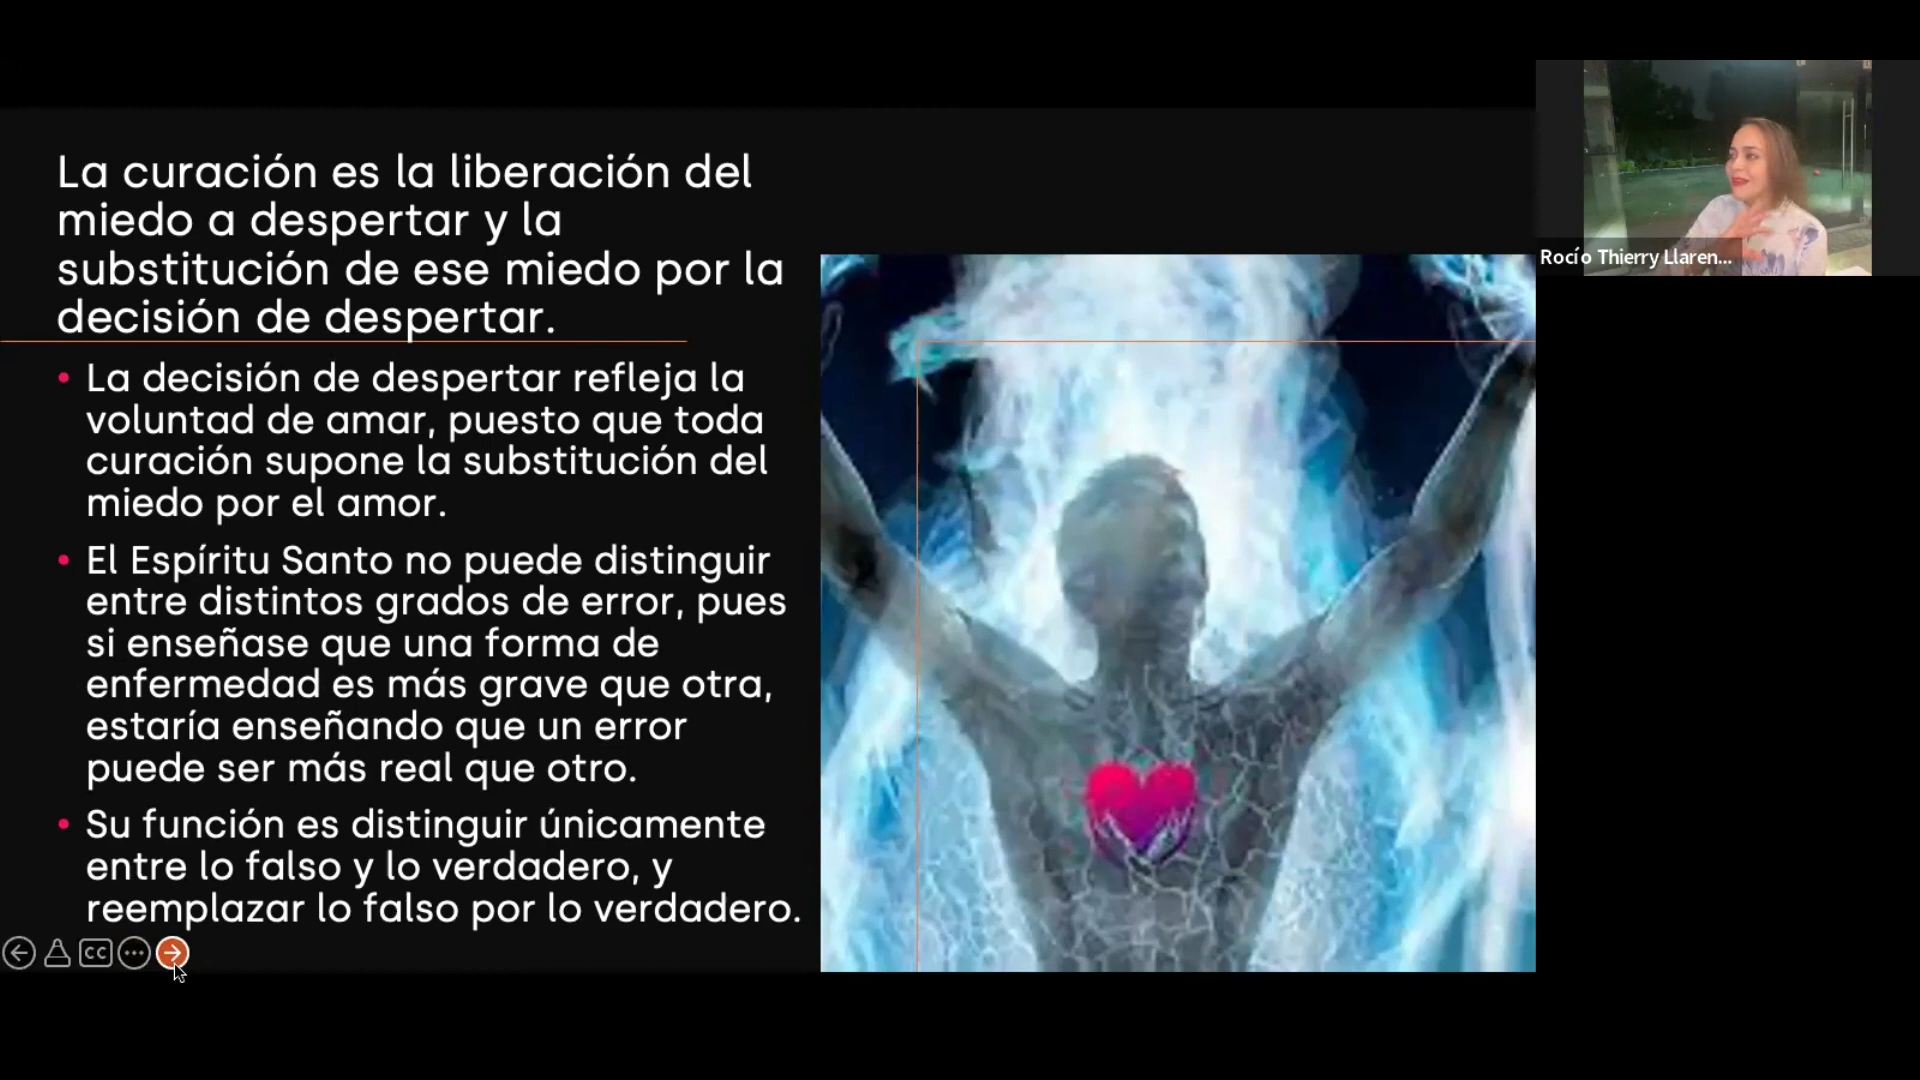 La curación es la liberación del
miedo a despertar y la
substitución de ese miedo por la
decisión de despertar.
• La decisión de despertar refleja la
voluntad de amar, puesto que toda
curación supone la substitución del
miedo por el amor.
• El Espíritu Santo no puede distinguir
entre distintos grados de error, pues
si enseñase que una forma de
enfermedad es más grave que otra,
estaría enseñando que un error
puede ser más real que otro.
• Su función es distinguir únicamente
entre lo falso y lo verdadero, y
reemplazar lo falso por lo verdadero.
CC
Rocío Thierry Llaren...